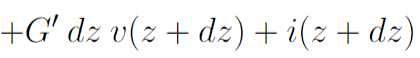 +G′ dz v(z + dz) + i(z + dz)